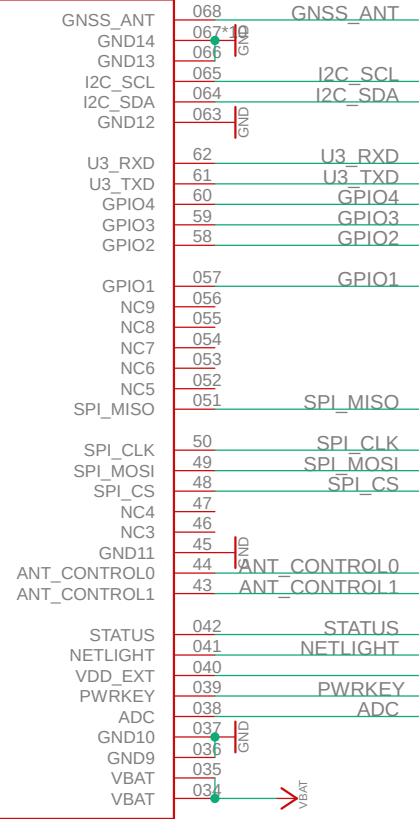 GNSS_ANT 068 GNSS_ANT
GND14 067*10 GND
GND13 066
I2C_SCL 065 I2C_SCL
I2C_SDA 064 I2C_SDA
GND12 063 GND
U3_RXD 62 U3_RXD
U3_TXD 61 U3_TXD
GPIO4 60 GPIO4
GPIO3 59 GPIO3
GPIO2 58 GPIO2
GPIO1 057 GPIO1
NC9 056
NC8 055
NC7 054
NC6 053
NC5 052
SPI_MISO 051 SPI_MISO
SPI_CLK 50 SPI_CLK
SPI_MOSI 49 SPI_MOSI
SPI_CS 48 SPI_CS
NC4 47
NC3 46
GND11 45 GND
ANT_CONTROL0 44 ANT_CONTROL0
ANT_CONTROL1 43 ANT_CONTROL1
STATUS 042 STATUS
NETLIGHT 041 NETLIGHT
VDD_EXT 040
PWRKEY 039 PWRKEY
ADC 038 ADC
GND10 037 GND
GND9 036
VBAT 035
VBAT 034 VBAT